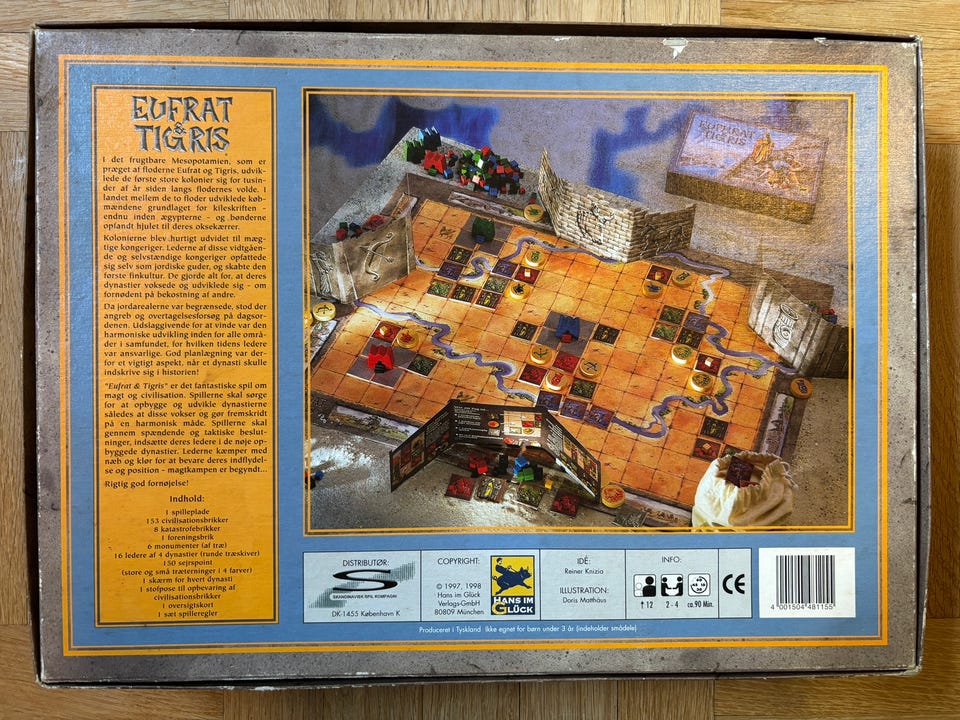 EUFRAT
&
TIGRIS
I det frugtbare Mesopotamien, som er
præget af floderne Eufrat og Tigris, udvik-
lede de første store kolonier sig for tusin-
der af år siden langs flodernes volde. I
landet mellem de to floder udviklede køb-
mændene grundlaget for kileskriften -
endnu inden ægypterne - og bønderne
opfandt hjulet til deres oksekærrer.
Kolonierne blev hurtigt udvidet til mæg-
tige kongeriger. Lederne af disse vidtgåen-
de og selvstændige kongeriger opfattede
sig selv som jordiske guder, og skabte den
første finkultur. De gjorde alt for, at deres
dynastier voksede og udviklede sig - om
fornødent på bekostning af andre.
Da jordarealerne var begrænsede, stod der
angreb og overtagelsesforsøg på dagsor-
denen. Udslaggivende for at vinde var den
harmoniske udvikling inden for alle områ-
der i samfundet, for hvilken tidens ledere
var ansvarlige. God planlægning var der-
for et vigtigt aspekt, når et dynasti skulle
indskrive sig i historien!
"Eufrat & Tigris" er det fantastiske spil om
magt og civilisation. Spillerne skal sørge
for at opbygge og udvikle dynastierne
således at disse vokser og gør fremskridt
på en harmonisk måde. Spillerne skal
gennem spændende og taktiske beslut-
ninger, indsætte deres ledere i de nøje op-
byggede dynastier. Lederne kæmper med
næb og klør for at bevare deres indflydel-
se og position - magtkampen er begyndt...
Rigtig god fornøjelse!
Indhold:
1 spilleplade
153 civilisationsbrikker
8 katastrofebrikker
1 foreningsbrik
6 monumenter (af træ)
16 ledere af 4 dynastier (runde træskiver)
150 sejrspoint
(store og små træterninger i 4 farver)
1 skærm for hvert dynasti
1 stofpose til opbevaring af
civilisationsbrikker
1 oversigtskort
1 sæt spilleregler
EUPHRAT
& TIGRIS
DISTRIBUTØR:
SKANDINAVISK SPIL KOMPAGNI
DK-1455 København K
COPYRIGHT:
© 1997, 1998
Hans im Glück
Verlags-GmbH
80809 München
HANS IM
GLÜCK
IDÉ:
Reiner Knizia
ILLUSTRATION:
Doris Matthäus
INFO:
† 12
2 - 4
ca.90 Min.
CE
4 001504 481155
Produceret i Tyskland Ikke egnet for børn under 3 år (indeholder smådele)